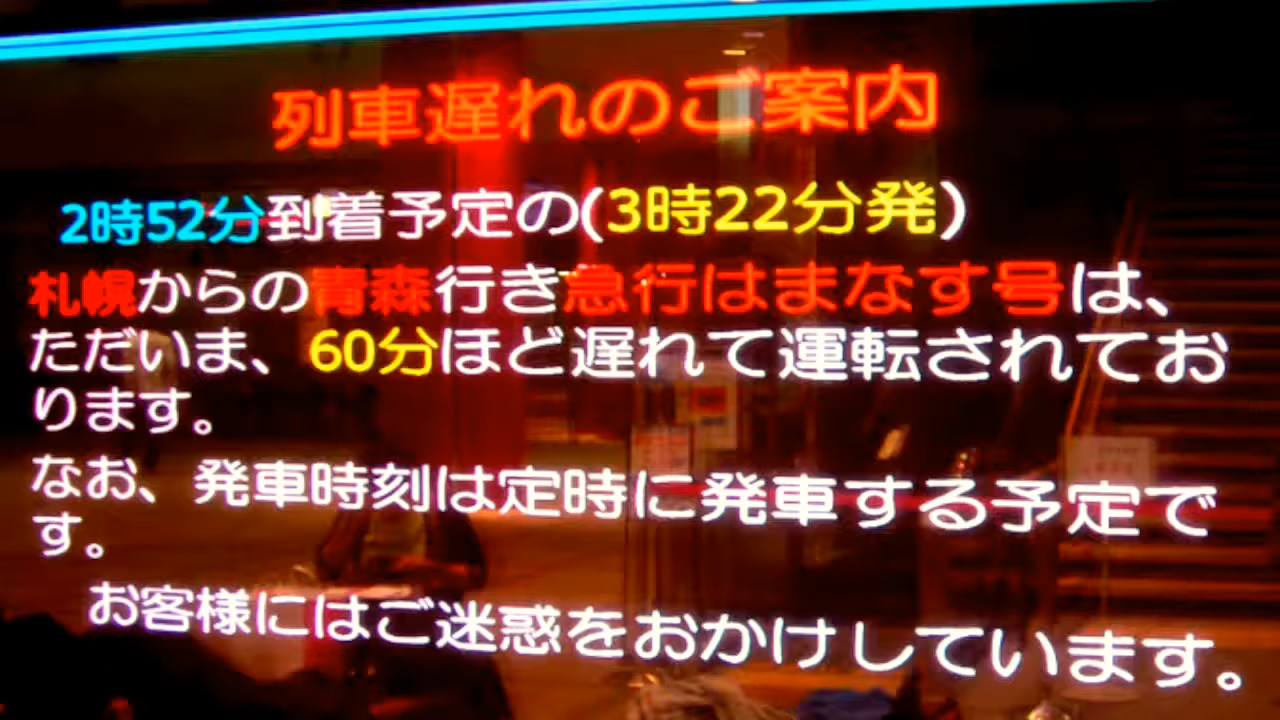 列車遅れのご案内
2時52分到着予定の(3時22分発)
札幌からの青森行き急行はまなす号は、
ただいま、60分ほど遅れて運転されてお
ります。
なお、発車時刻は定時に発車する予定で
す。
お客様にはご迷惑をおかけしています。